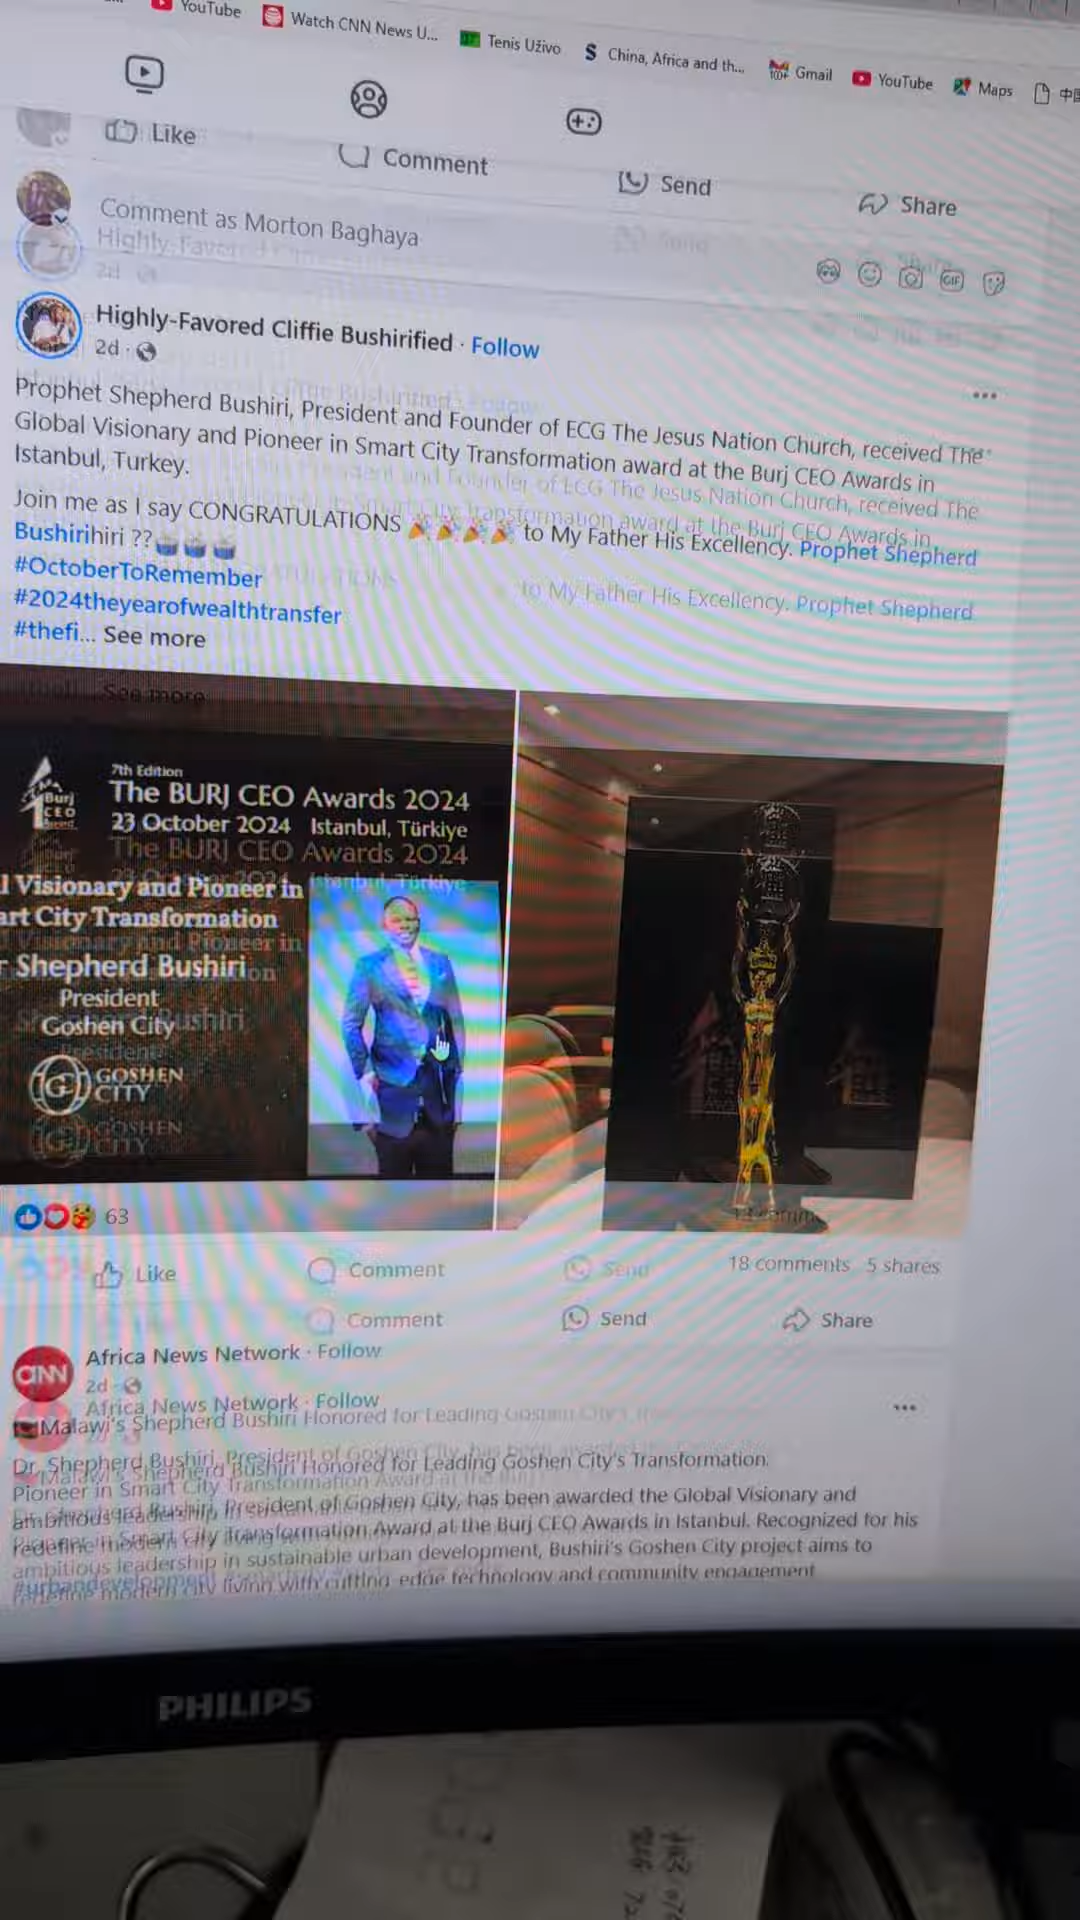 YouTube
Watch CNN News U...
Tenis Uživo
China, Africa and th...
Gmail
YouTube
Maps
Like
Comment
Send
Share
Comment as Morton Baghaya
Highly-Favored Cliffie Bushirified · Follow
2d ·
Prophet Shepherd Bushiri, President and Founder of ECG The Jesus Nation Church, received The
Global Visionary and Pioneer in Smart City Transformation award at the Burj CEO Awards in
Istanbul, Turkey.
Join me as I say CONGRATULATIONS 🎉🎉🎉🎉 to My Father His Excellency. Prophet Shepherd
Bushirihiri ??
#OctoberToRemember
#2024theyearofwealthtransfer
#thefi... See more
7th Edition
The BURJ CEO Awards 2024
23 October 2024 Istanbul, Türkiye
Burj
CEO
l Visionary and Pioneer in
art City Transformation
r Shepherd Bushiri
President
Goshen City
GOSHEN
CITY
63
18 comments 5 shares
Like
Comment
Send
Share
Africa News Network · Follow
2d ·
Malawi's Shepherd Bushiri Honored for Leading Goshen City's Transformation.
Dr. Shepherd Bushiri, President of Goshen City, has been awarded the Global Visionary and
Pioneer in Smart City Transformation Award at the Burj CEO Awards in Istanbul. Recognized for his
ambitious leadership in sustainable urban development, Bushiri's Goshen City project aims to
redefine modern city living with cutting-edge technology and community engagement
PHILIPS